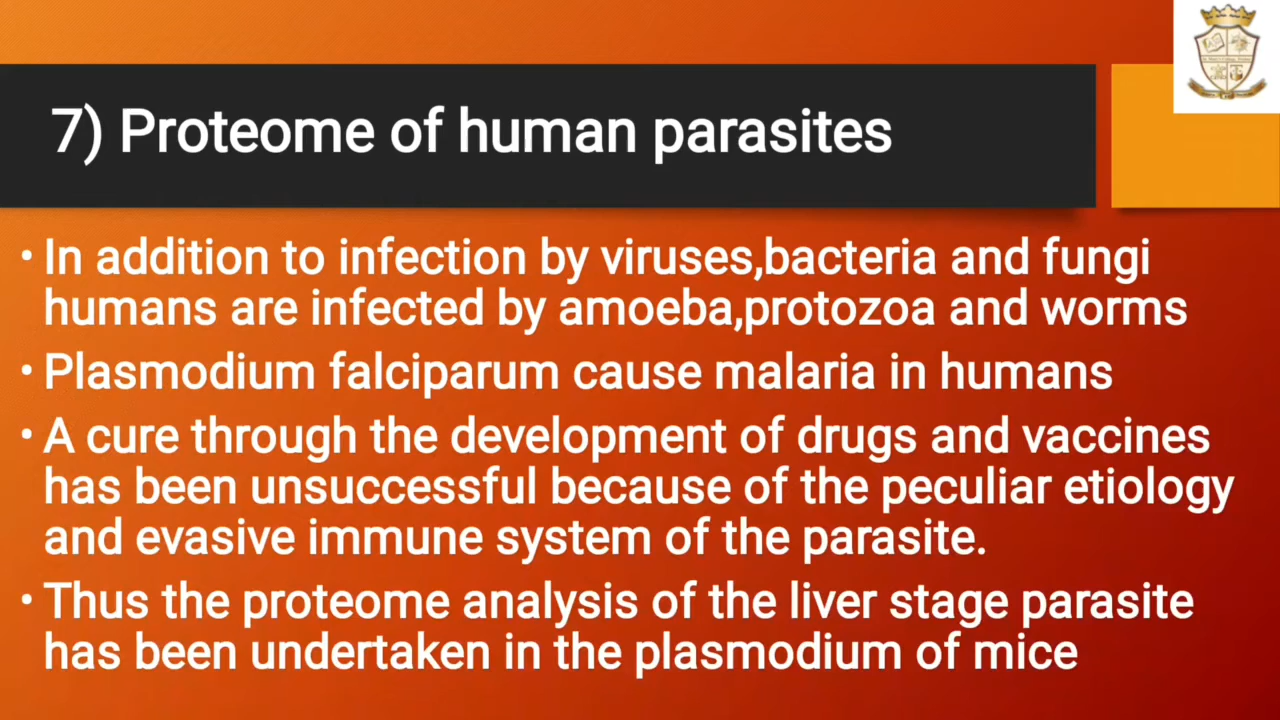 7) Proteome of human parasites
• In addition to infection by viruses,bacteria and fungi
humans are infected by amoeba,protozoa and worms
• Plasmodium falciparum cause malaria in humans
• A cure through the development of drugs and vaccines
has been unsuccessful because of the peculiar etiology
and evasive immune system of the parasite.
• Thus the proteome analysis of the liver stage parasite
has been undertaken in the plasmodium of mice